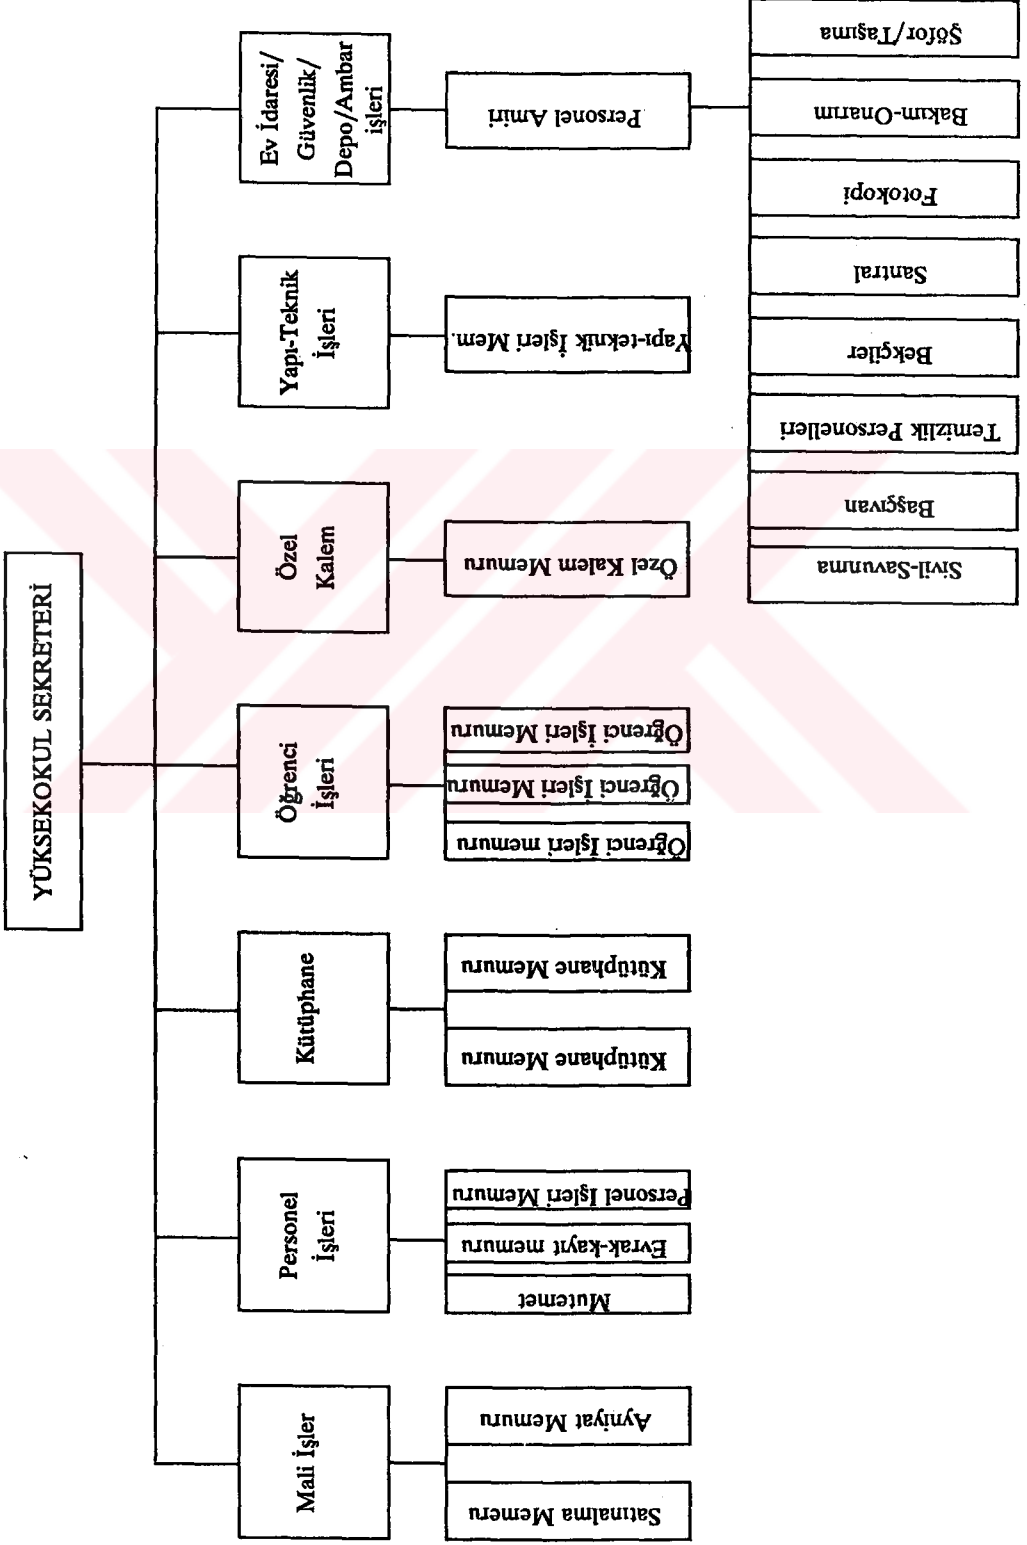 YÜKSEKOKUL SEKRETERİ
Mali İşler
Satınalma Memeru
Ayniyat Memuru
Personel
İşleri
Mutemet
Evrak-kayıt memuru
Personel İşleri Memuru
Kütüphane
Kütüphane Memuru
Kütüphane Memuru
Öğrenci
İşleri
Öğrenci İşleri memuru
Öğrenci İşleri Memuru
Öğrenci İşleri Memuru
Özel
Kalem
Özel Kalem Memuru
Yapı-Teknik
İşleri
Yapı-teknik İşleri Mem.
Ev İdaresi/
Güvenlik/
Depo/Ambar
işleri
Personel Amiri
Sivil-Savunma
Başçıvan
Temizlik Personelleri
Bekçiler
Santral
Fotokopi
Bakım-Onarım
Şöfor/Taşıma